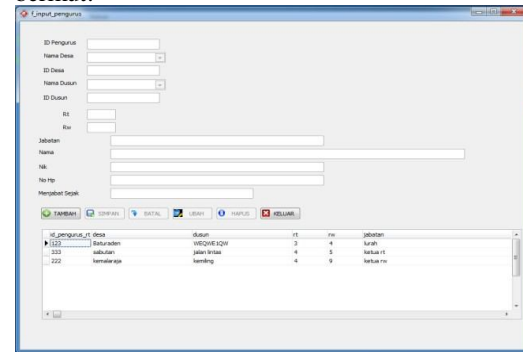 f_input_pengurus
ID Pengurus
Nama Desa
ID Desa
Nama Dusun
ID Dusun
Rt
Rw
Jabatan
Nama
Nik
No Hp
Menjabat Sejak
TAMBAH SIMPAN BATAL UBAH HAPUS KELUAR
id_pengurus_rt desa dusun rt rw jabatan
123 Baturaden WEQWE1QW 3 4 lurah
333 sabutan jalan lintas 4 5 ketua rt
222 kemalaraja kemiling 4 9 ketua rw